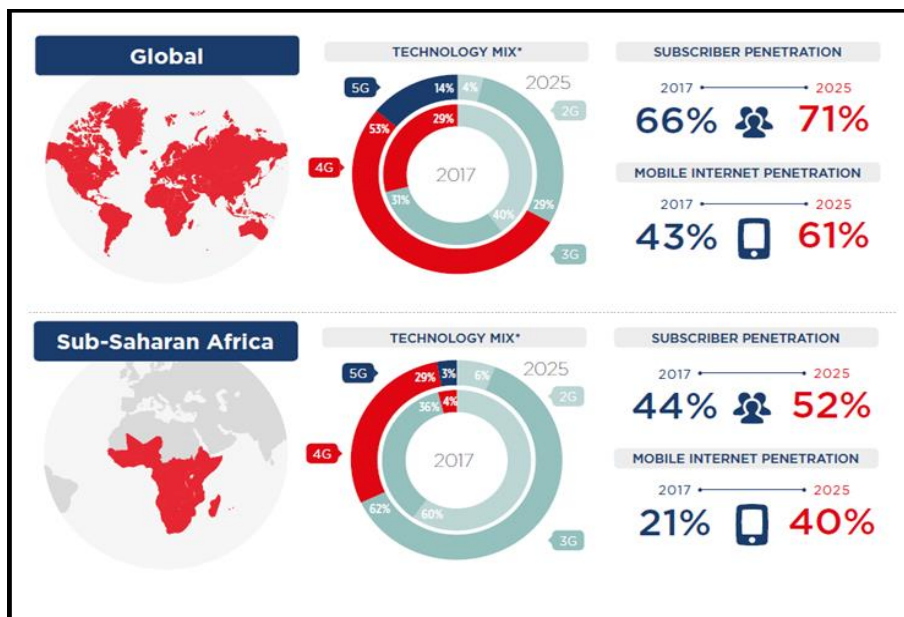 Global
TECHNOLOGY MIX*
5G
14%
4%
2025
2G
53%
29%
4G
2017
31%
40%
29%
3G
SUBSCRIBER PENETRATION
2017 2025
66% 71%
MOBILE INTERNET PENETRATION
2017 2025
43% 61%
Sub-Saharan Africa
TECHNOLOGY MIX*
5G
29%
3%
6%
2025
2G
36%
4%
4G
2017
62%
60%
3G
SUBSCRIBER PENETRATION
2017 2025
44% 52%
MOBILE INTERNET PENETRATION
2017 2025
21% 40%